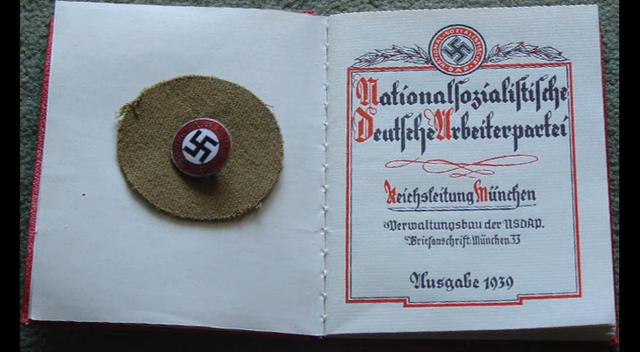 Nationalsozialistische
Deutsche Arbeiterpartei
Reichsleitung München
Verwaltungsbau der NSDAP.
Briefanschrift: München 33
Ausgabe 1939